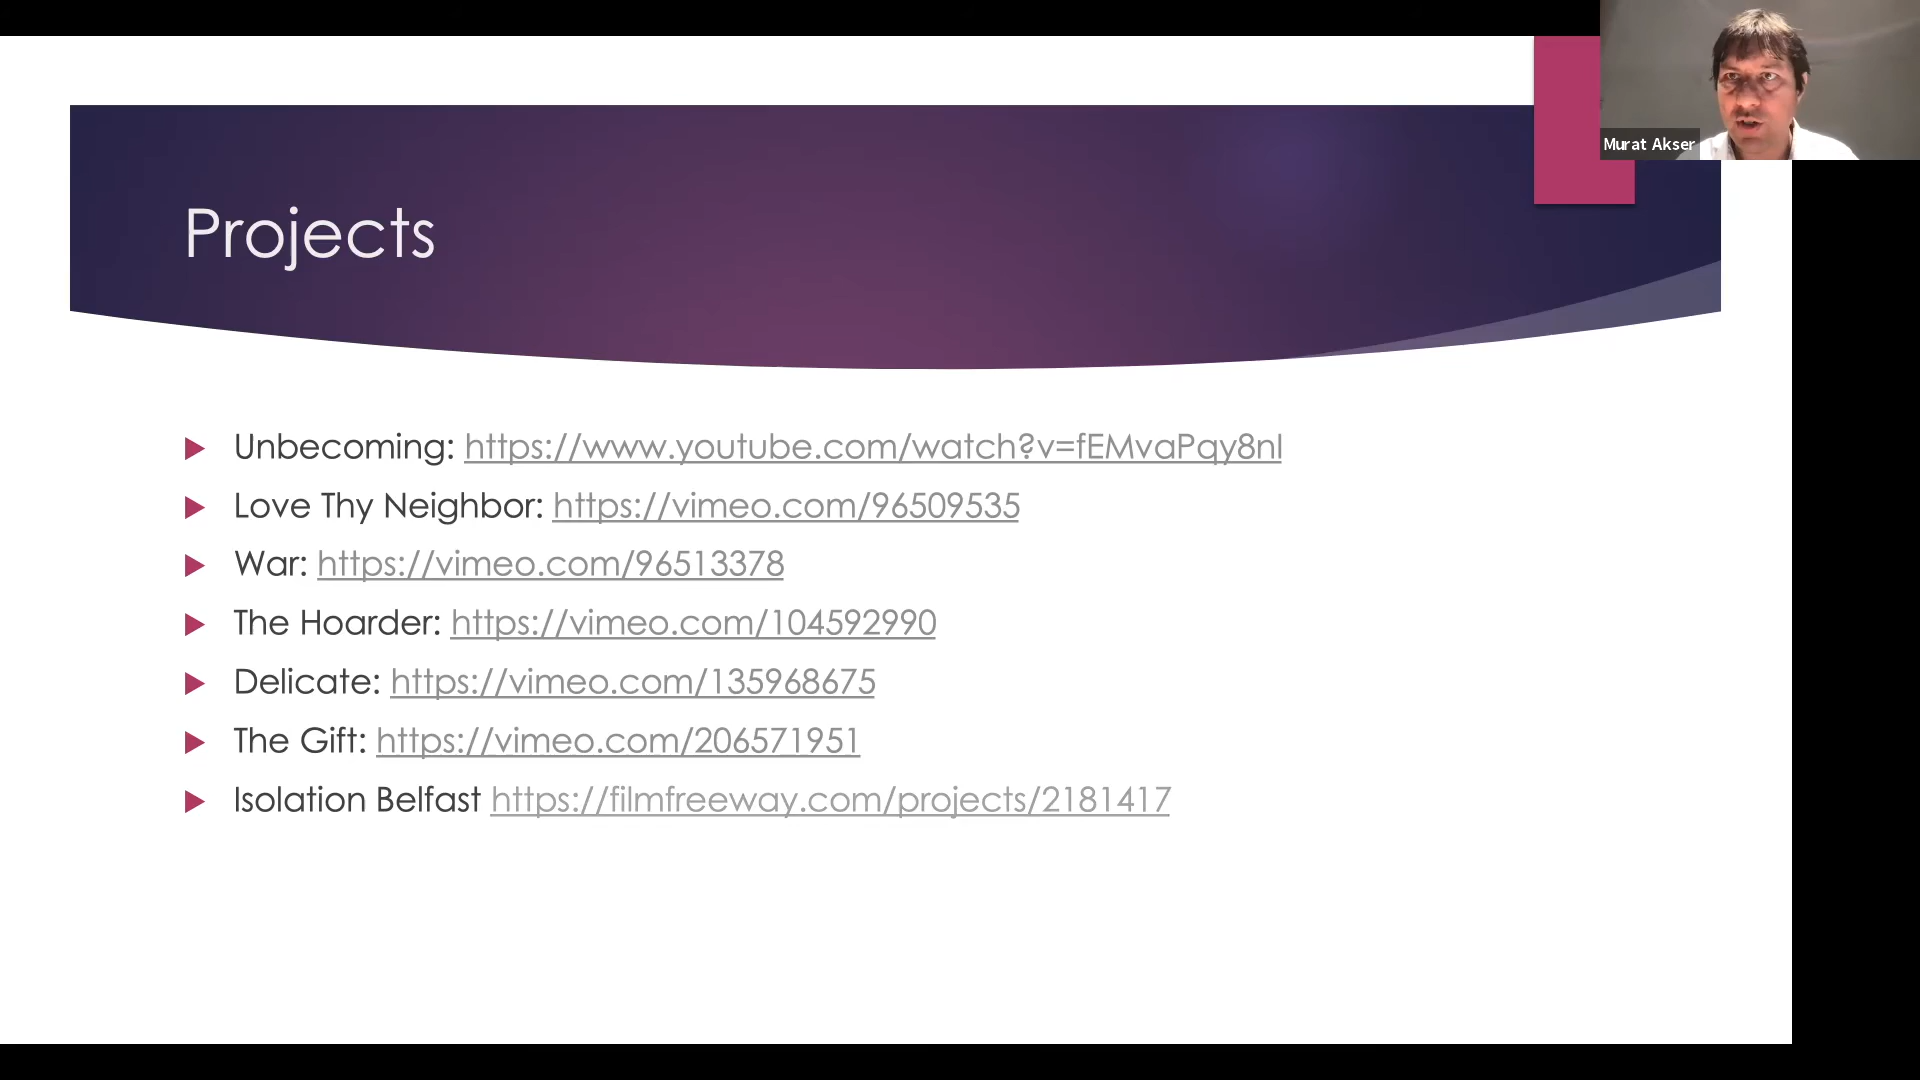 Murat Akser
Projects
Unbecoming: https://www.youtube.com/watch?v=fEMvaPqy8nI
Love Thy Neighbor: https://vimeo.com/96509535
War: https://vimeo.com/96513378
The Hoarder: https://vimeo.com/104592990
Delicate: https://vimeo.com/135968675
The Gift: https://vimeo.com/206571951
Isolation Belfast https://filmfreeway.com/projects/2181417